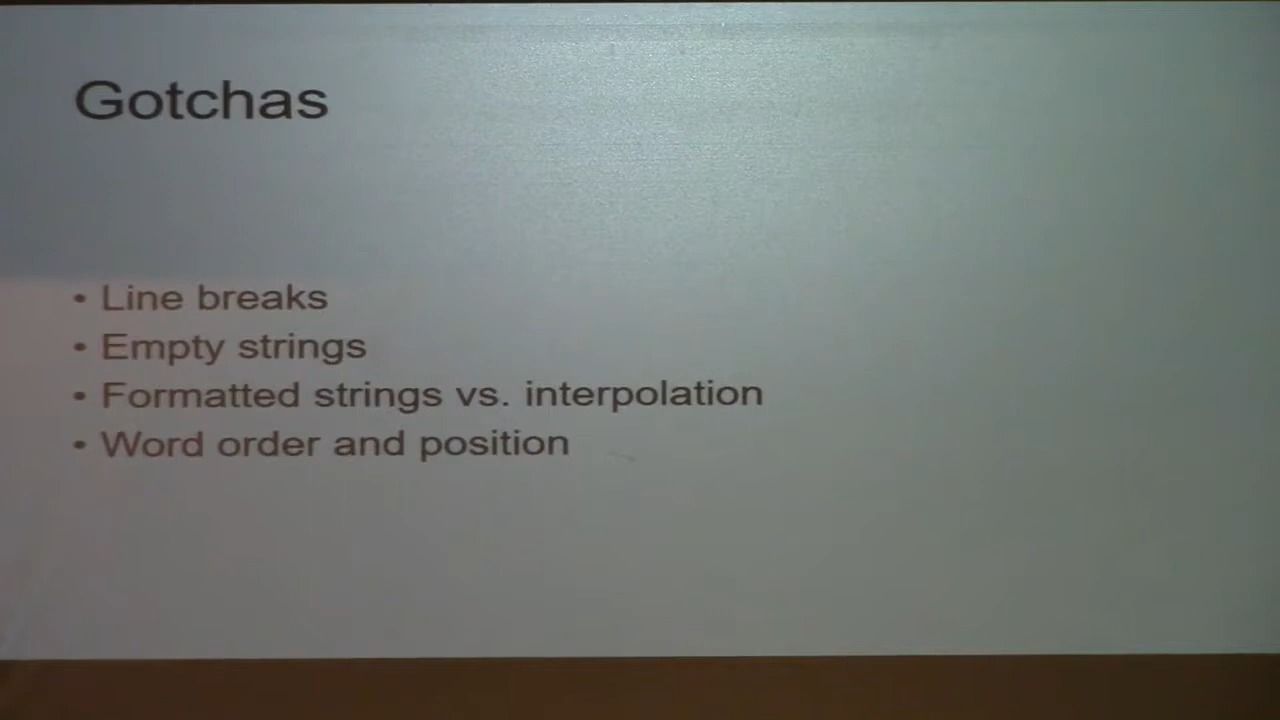 Gotchas
• Line breaks
• Empty strings
• Formatted strings vs. interpolation
• Word order and position